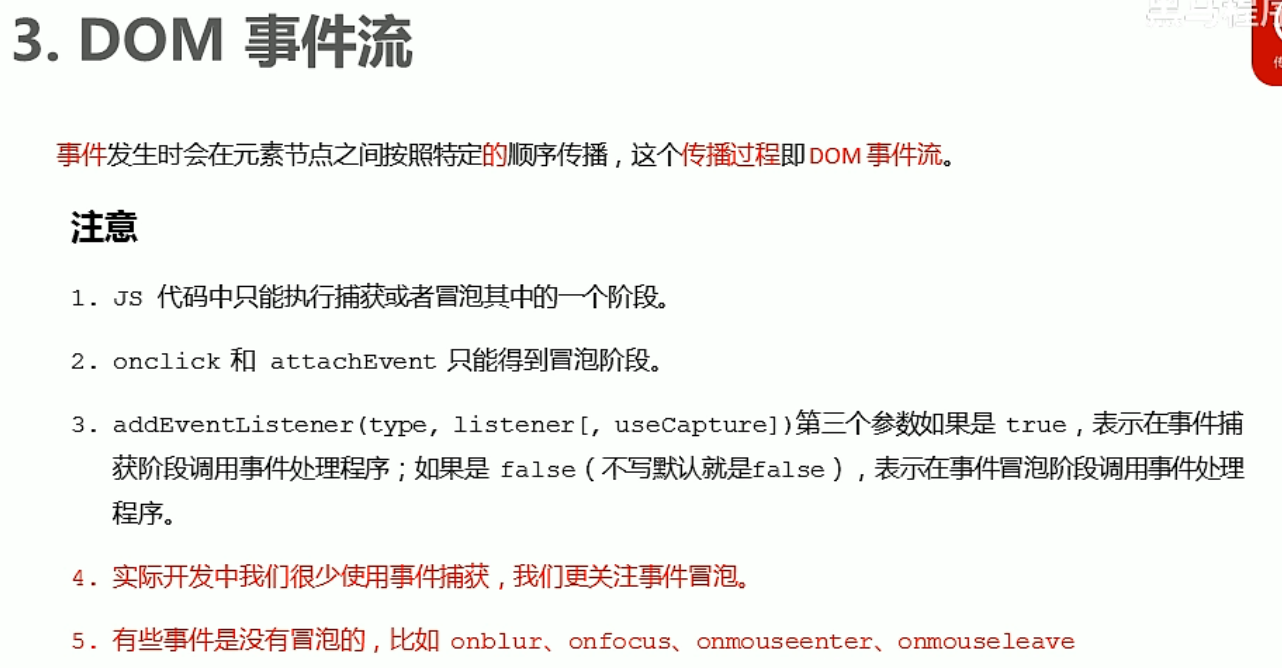 3. DOM 事件流
事件发生时会在元素节点之间按照特定的顺序传播，这个传播过程即DOM 事件流。
注意
1. JS 代码中只能执行捕获或者冒泡其中的一个阶段。
2. onclick 和 attachEvent 只能得到冒泡阶段。
3. addEventListener(type, listener[, useCapture])第三个参数如果是 true，表示在事件捕
获阶段调用事件处理程序；如果是 false（不写默认就是false），表示在事件冒泡阶段调用事件处理
程序。
4. 实际开发中我们很少使用事件捕获，我们更关注事件冒泡。
5. 有些事件是没有冒泡的，比如 onblur、onfocus、onmouseenter、onmouseleave